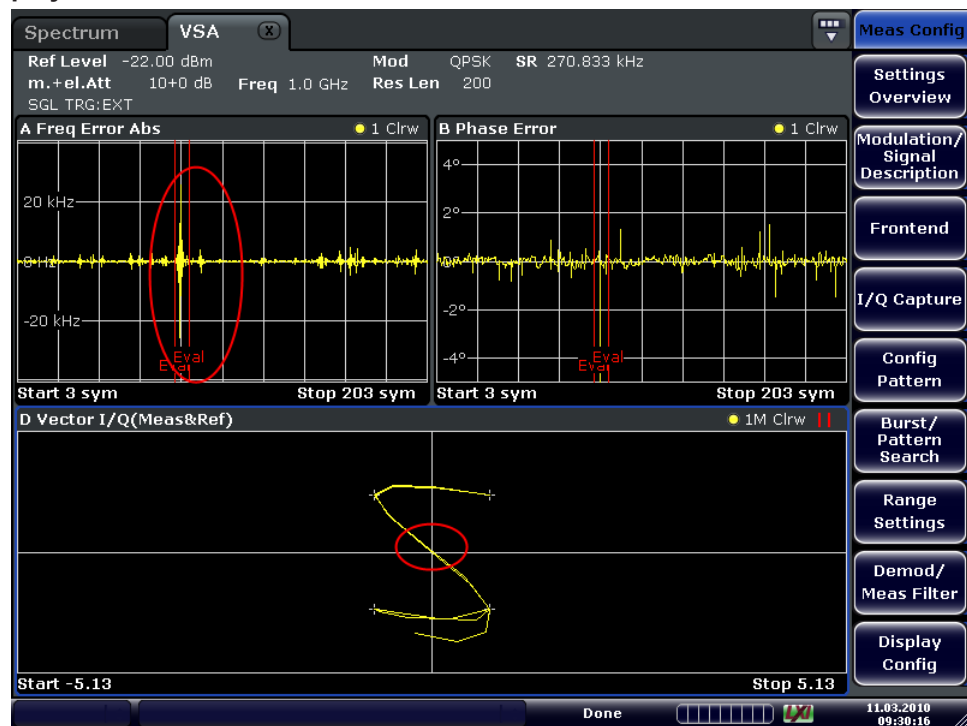 Spectrum VSA X Meas Config
Ref Level -22.00 dBm Mod QPSK SR 270.833 kHz
m.+el.Att 10+0 dB Freq 1.0 GHz Res Len 200
SGL TRG:EXT
A Freq Error Abs 1 Clrw
20 kHz
0 Hz
-20 kHz
Eval
Eval
Start 3 sym Stop 203 sym
B Phase Error 1 Clrw
4°
2°
0°
-2°
-4°
Eval
Eval
Start 3 sym Stop 203 sym
D Vector I/Q(Meas&Ref) 1M Clrw
Start -5.13 Stop 5.13
Settings
Overview
Modulation/
Signal
Description
Frontend
I/Q Capture
Config
Pattern
Burst/
Pattern
Search
Range
Settings
Demod/
Meas Filter
Display
Config
Done LXI 11.03.2010
09:30:16